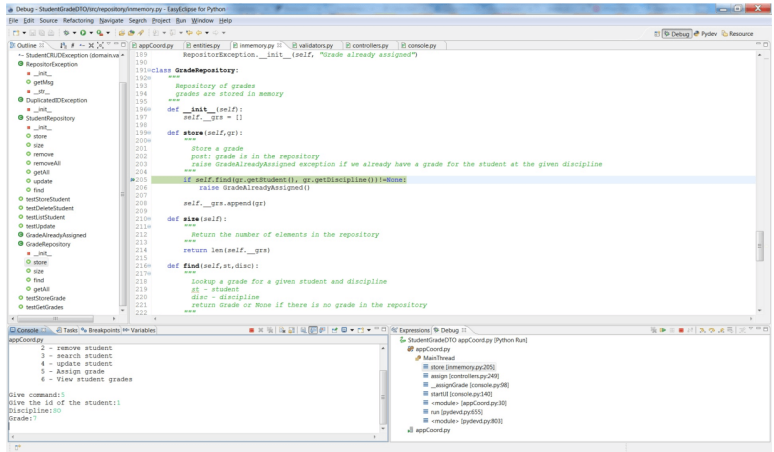 Debug - StudentGradeDTO/src/repository/inmemory.py - EasyEclipse for Python
File Edit Source Refactoring Navigate Search Project Run Window Help
Debug Pydev Resource
Outline
appCoord.py entities.py inmemory.py validators.py controllers.py console.py
StudentCRUDException (domain.va
RepositorException
__init__
getMsg
__str__
DuplicatedIDException
__init__
StudentRepository
__init__
store
size
remove
removeAll
getAll
update
find
testStoreStudent
testDeleteStudent
testListStudent
testUpdate
GradeAlreadyAssigned
GradeRepository
__init__
store
size
find
getAll
testStoreGrade
testGetGrades
189 RepositorException.__init__(self, "Grade already assigned")
190
191 class GradeRepository:
192 """
193 Repository of grades
194 grades are stored in memory
195 """
196 def __init__(self):
197 self.__grs = []
198
199 def store(self,gr):
200 """
201 Store a grade
202 post: grade is in the repository
203 raise GradeAlreadyAssigned exception if we already have a grade for the student at the given discipline
204 """
205 if self.find(gr.getStudent(), gr.getDiscipline())!=None:
206 raise GradeAlreadyAssigned()
207
208 self.__grs.append(gr)
209
210 def size(self):
211 """
212 Return the number of elements in the repository
213 """
214 return len(self.__grs)
215
216 def find(self,st,disc):
217 """
218 Lookup a grade for a given student and discipline
219 st - student
220 disc - discipline
221 return Grade or None if there is no grade in the repository
222 """
Console Tasks Breakpoints Variables
appCoord.py
2 - remove student
3 - search student
4 - update student
5 - Assign grade
6 - View student grades
Give command:5
Give the id of the student:1
Discipline:SO
Grade:7
Expressions Debug
StudentGradeDTO appCoord.py [Python Run]
appCoord.py
MainThread
store [inmemory.py:205]
assign [controllers.py:249]
__assignGrade [console.py:98]
startUI [console.py:140]
<module> [appCoord.py:30]
run [pydevd.py:655]
<module> [pydevd.py:803]
appCoord.py